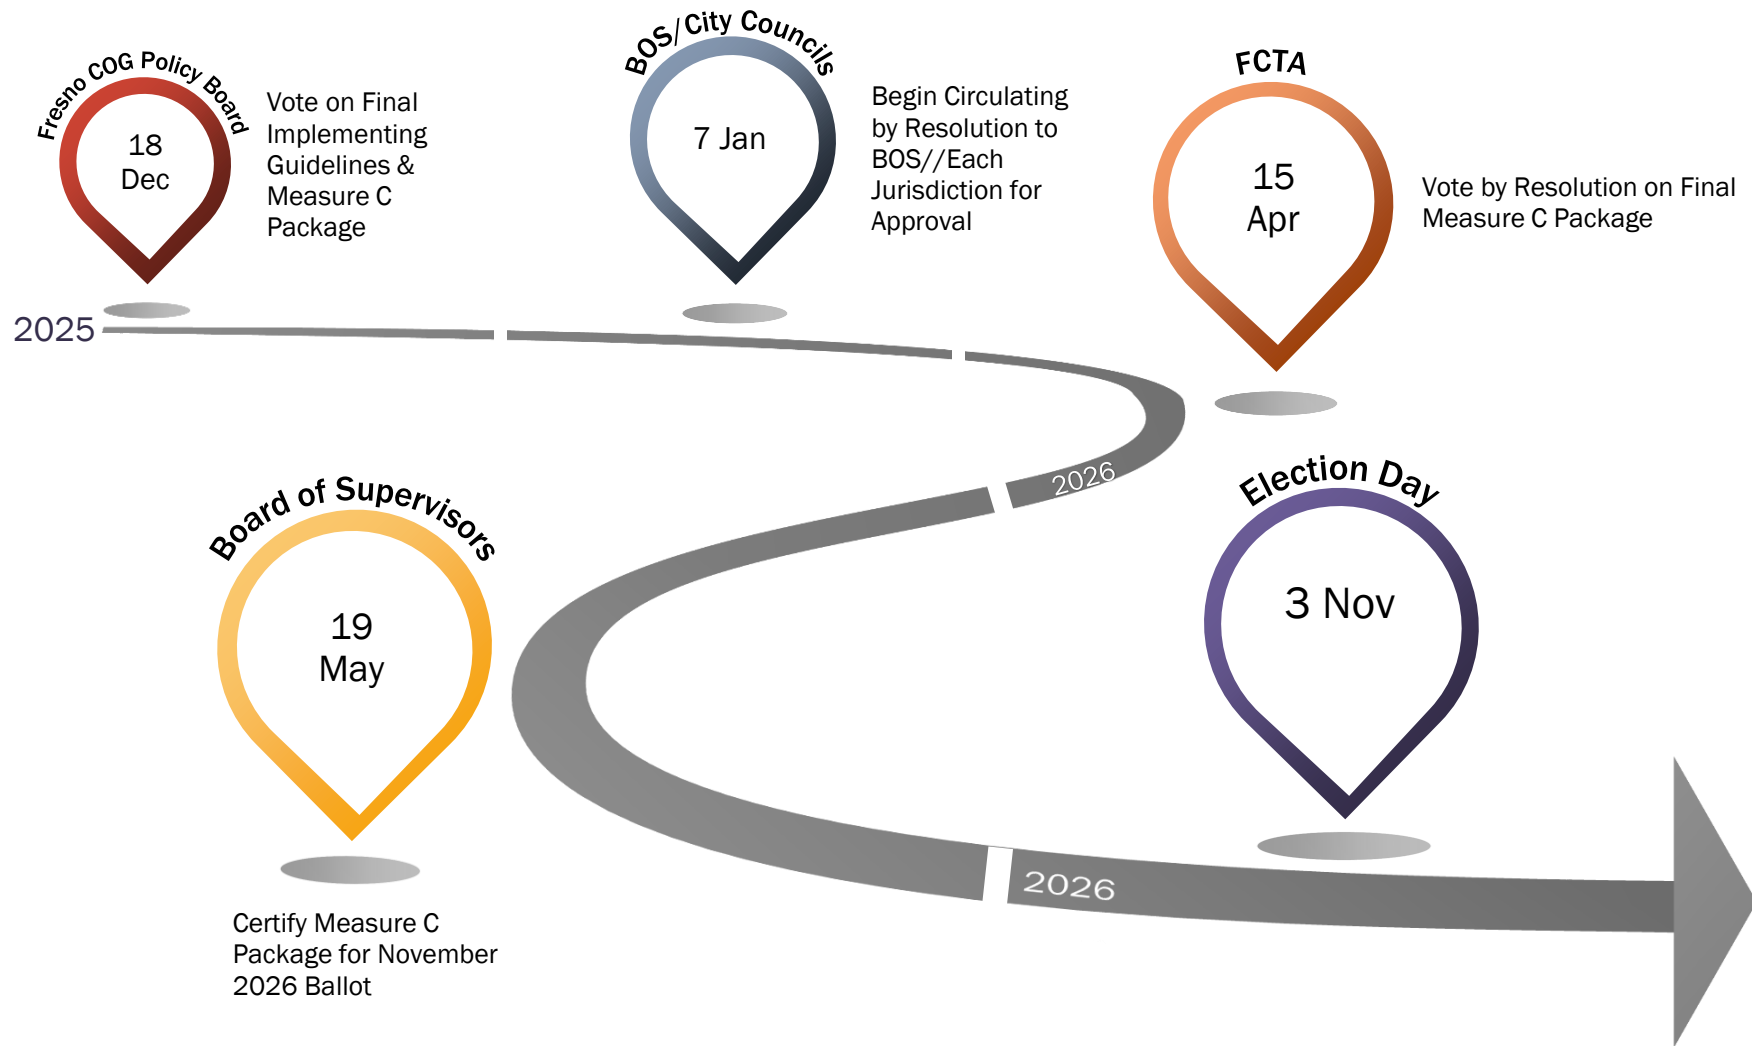 Fresno COG Policy Board
18
Dec
Vote on Final
Implementing
Guidelines &
Measure C
Package
BOS/City Councils
7 Jan
Begin Circulating
by Resolution to
BOS//Each
Jurisdiction for
Approval
FCTA
15
Apr
Vote by Resolution on Final
Measure C Package
2025
2026
Board of Supervisors
19
May
Certify Measure C
Package for November
2026 Ballot
Election Day
3 Nov
2026